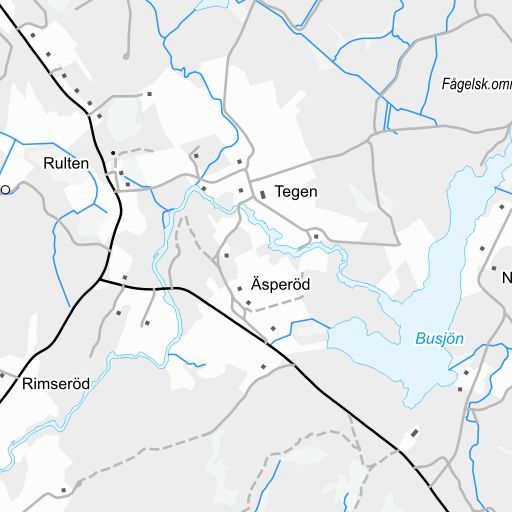 Fågelsk.omr
Rulten
Tegen
Äsperöd
N
Busjön
Rimseröd